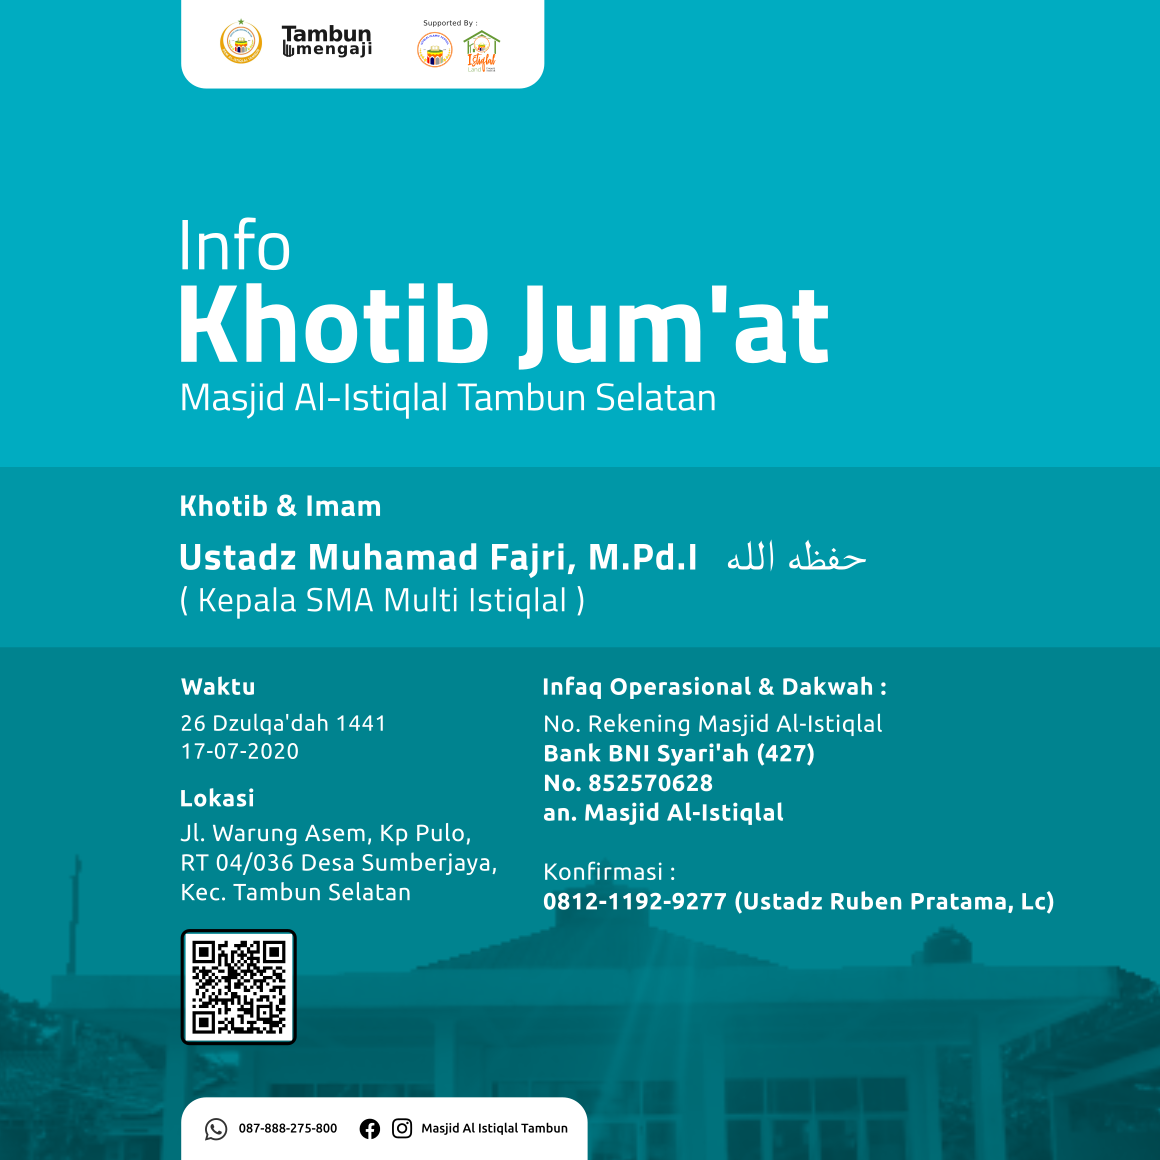 Tambun
mengaji
Supported By :
Istiqlal
Land
Info
Khotib Jum'at
Masjid Al-Istiqlal Tambun Selatan
Khotib & Imam
Ustadz Muhamad Fajri, M.Pd.I حفظه الله
( Kepala SMA Multi Istiqlal )
Waktu
26 Dzulqa'dah 1441
17-07-2020
Lokasi
Jl. Warung Asem, Kp Pulo,
RT 04/036 Desa Sumberjaya,
Kec. Tambun Selatan
Infaq Operasional & Dakwah :
No. Rekening Masjid Al-Istiqlal
Bank BNI Syari'ah (427)
No. 852570628
an. Masjid Al-Istiqlal
Konfirmasi :
0812-1192-9277 (Ustadz Ruben Pratama, Lc)
087-888-275-800
Masjid Al Istiqlal Tambun